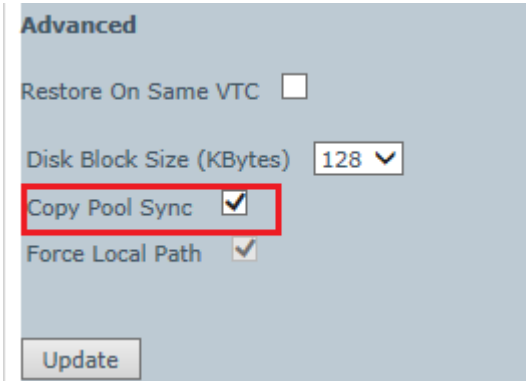 Advanced
Restore On Same VTC
Disk Block Size (KBytes) 128
Copy Pool Sync
Force Local Path
Update